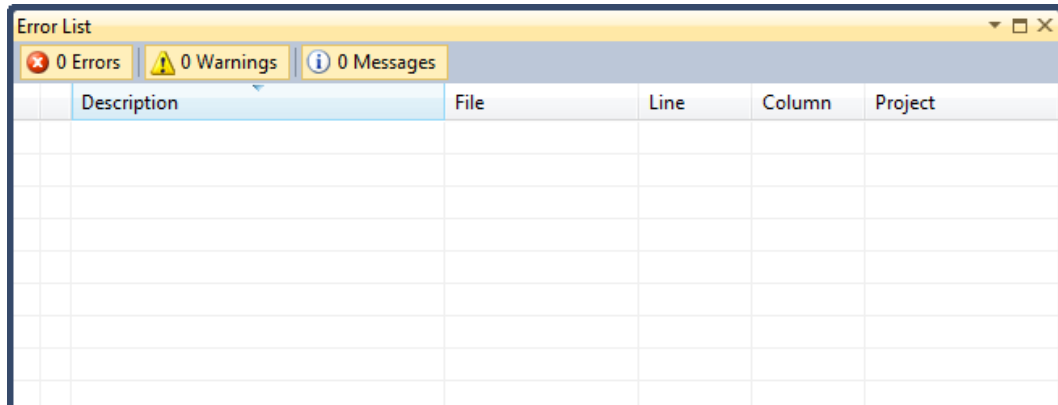 Error List
0 Errors 0 Warnings 0 Messages
Description File Line Column Project